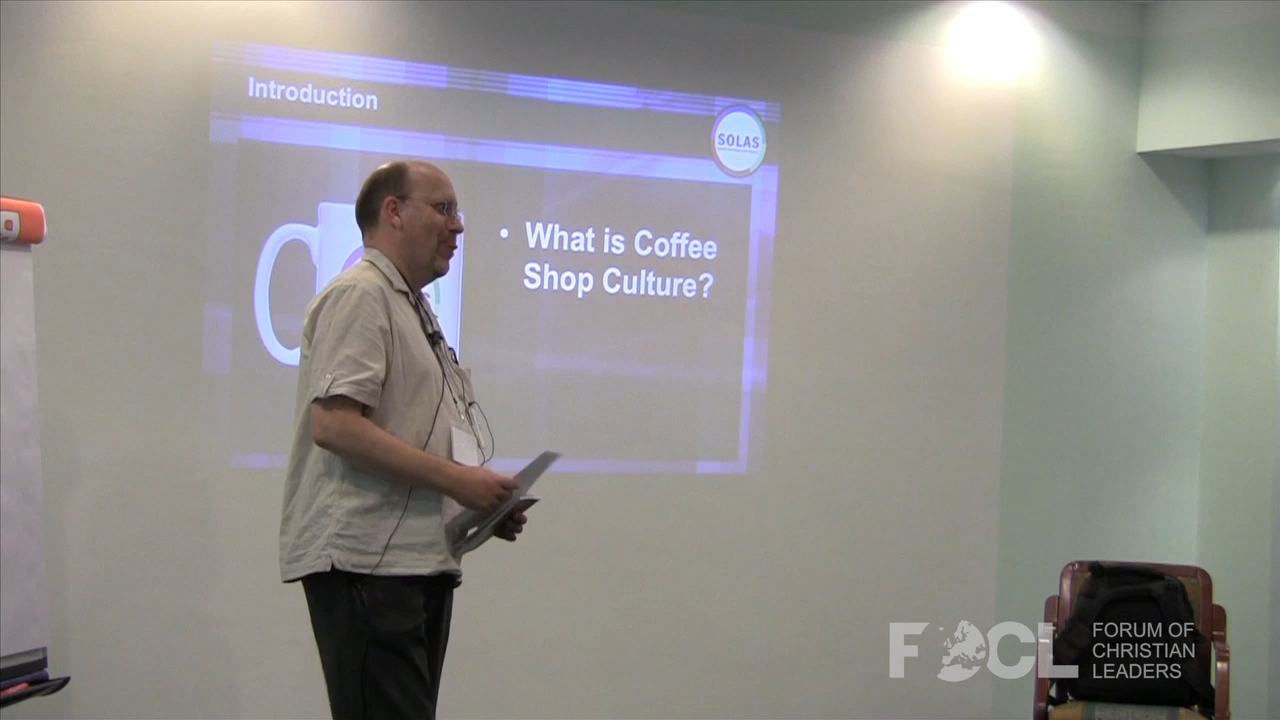 Introduction
SOLAS
• What is Coffee
Shop Culture?
FOCL
FORUM OF
CHRISTIAN
LEADERS